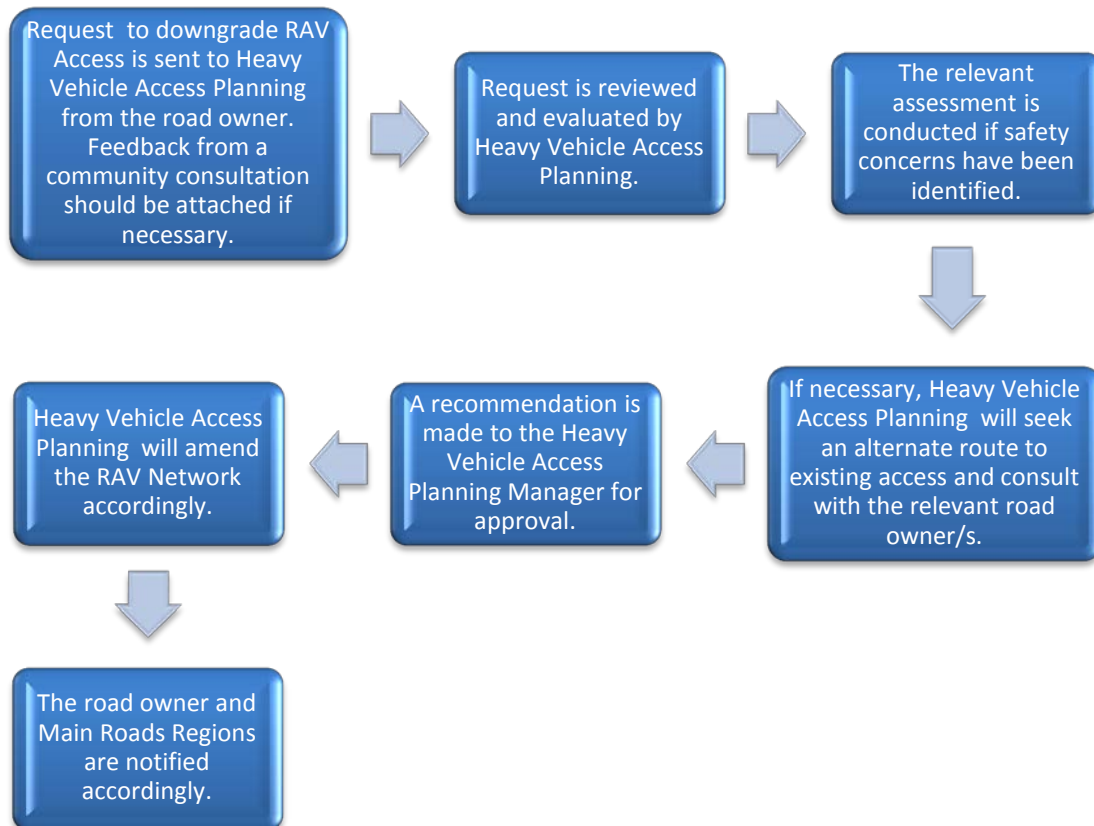 Request to downgrade RAV
Access is sent to Heavy
Vehicle Access Planning
from the road owner.
Feedback from a
community consultation
should be attached if
necessary.
Request is reviewed
and evaluated by
Heavy Vehicle Access
Planning.
The relevant
assessment is
conducted if safety
concerns have been
identified.
If necessary, Heavy Vehicle
Access Planning will seek
an alternate route to
existing access and consult
with the relevant road
owner/s.
A recommendation is
made to the Heavy
Vehicle Access
Planning Manager for
approval.
Heavy Vehicle Access
Planning will amend
the RAV Network
accordingly.
The road owner and
Main Roads Regions
are notified
accordingly.